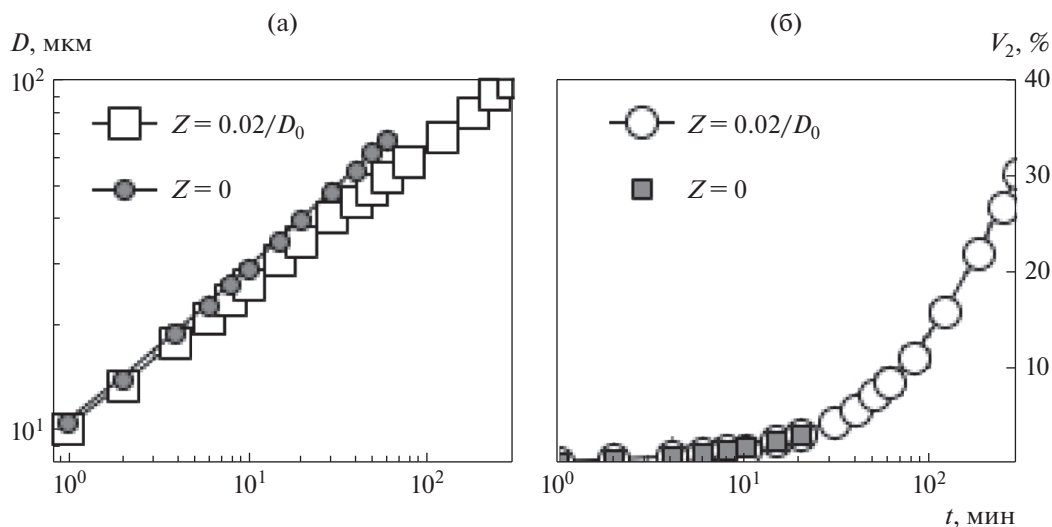 (а)
(б)
D, мкм
V₂, %
10²
40
Z = 0.02/D₀
Z = 0.02/D₀
Z = 0
30
Z = 0
20
10
10¹
10⁰
10¹
10²
10⁰
10¹
10²
t, мин